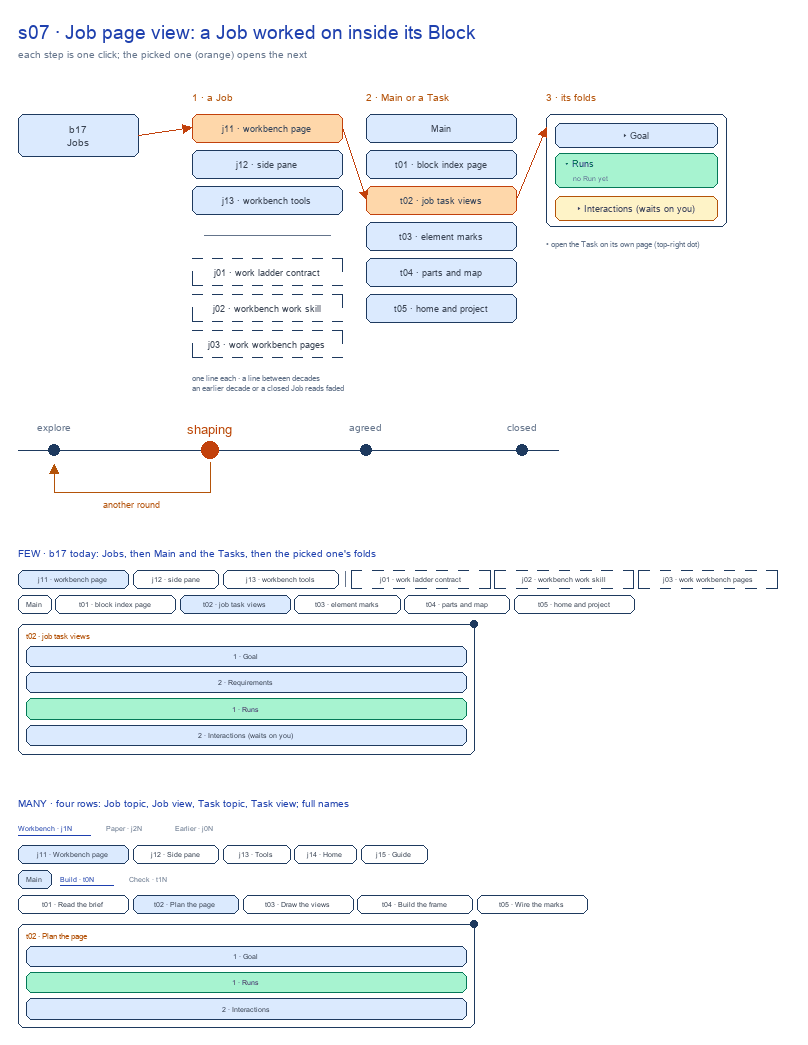 s07 · Job page view: a Job worked on inside its Block
each step is one click; the picked one (orange) opens the next
1 · a Job
2 · Main or a Task
3 · its folds
b17
Jobs
j11 · workbench page
j12 · side pane
j13 · workbench tools
j01 · work ladder contract
j02 · workbench work skill
j03 · work workbench pages
one line each · a line between decades
an earlier decade or a closed Job reads faded
Main
t01 · block index page
t02 · job task views
t03 · element marks
t04 · parts and map
t05 · home and project
‣ Goal
‣ Runs
no Run yet
‣ Interactions (waits on you)
• open the Task on its own page (top-right dot)
explore
shaping
agreed
closed
another round
FEW · b17 today: Jobs, then Main and the Tasks, then the picked one's folds
j11 · workbench page
j12 · side pane
j13 · workbench tools
j01 · work ladder contract
j02 · workbench work skill
j03 · work workbench pages
Main
t01 · block index page
t02 · job task views
t03 · element marks
t04 · parts and map
t05 · home and project
t02 · job task views
1 · Goal
2 · Requirements
1 · Runs
2 · Interactions (waits on you)
MANY · four rows: Job topic, Job view, Task topic, Task view; full names
Workbench · j1N
Paper · j2N
Earlier · j0N
j11 · Workbench page
j12 · Side pane
j13 · Tools
j14 · Home
j15 · Guide
Main
Build · t0N
Check · t1N
t01 · Read the brief
t02 · Plan the page
t03 · Draw the views
t04 · Build the frame
t05 · Wire the marks
t02 · Plan the page
1 · Goal
1 · Runs
2 · Interactions